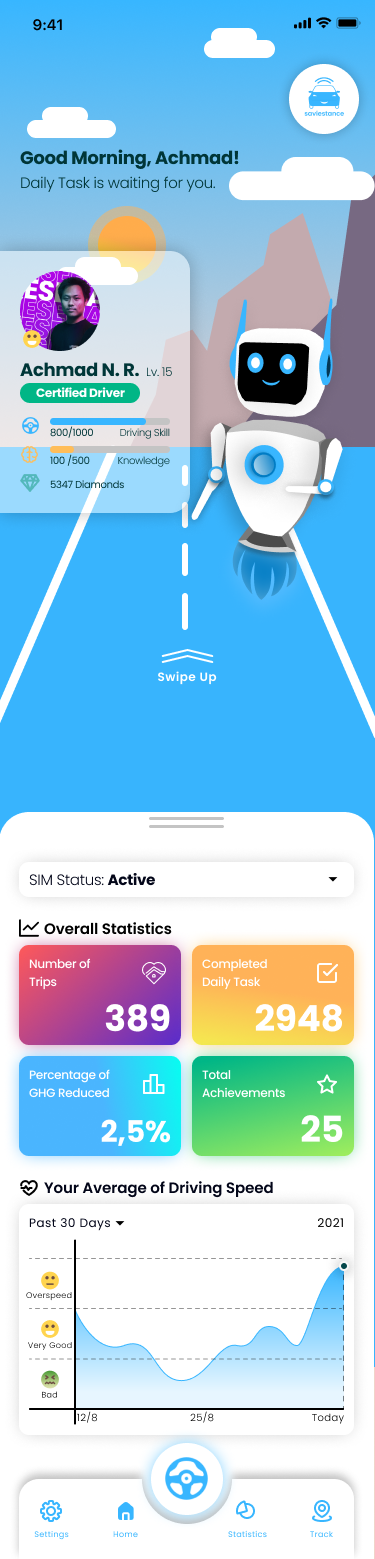 9:41
saviestance
Good Morning, Achmad!
Daily Task is waiting for you.
Achmad N. R. Lv. 15
Certified Driver
800/1000 Driving Skill
100 /500 Knowledge
5347 Diamonds
Swipe Up
SIM Status: Active
Overall Statistics
Number of
Trips
389
Completed
Daily Task
2948
Percentage of
GHG Reduced
2,5%
Total
Achievements
25
Your Average of Driving Speed
Past 30 Days 2021
Overspeed
Very Good
Bad
12/8 25/8 Today
Settings Home Statistics Track